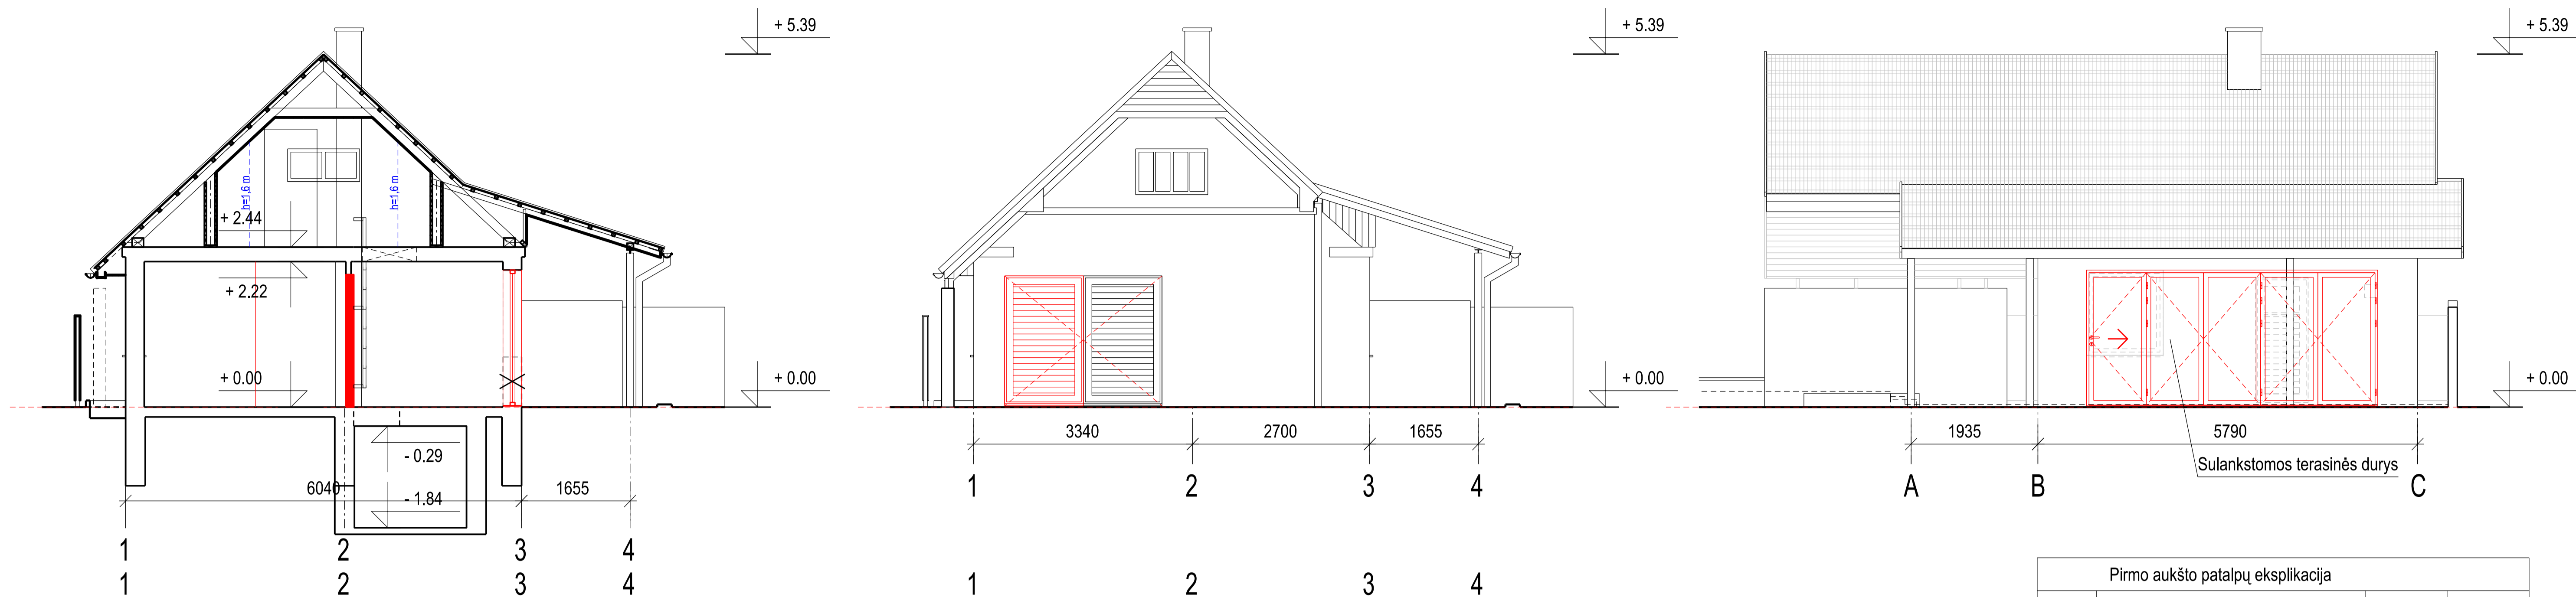 + 5.39
h=1,6 m
h=1,6 m
+ 2.44
+ 2.22
+ 0.00
+ 0.00
- 0.29
- 1.84
6040
1655
1 2 3 4
1 2 3 4
+ 5.39
+ 0.00
3340 2700 1655
1 2 3 4
1 2 3 4
+ 5.39
+ 0.00
1935 5790
Sulankstomos terasinės durys
A B C
Pirmo aukšto patalpų eksplikacija